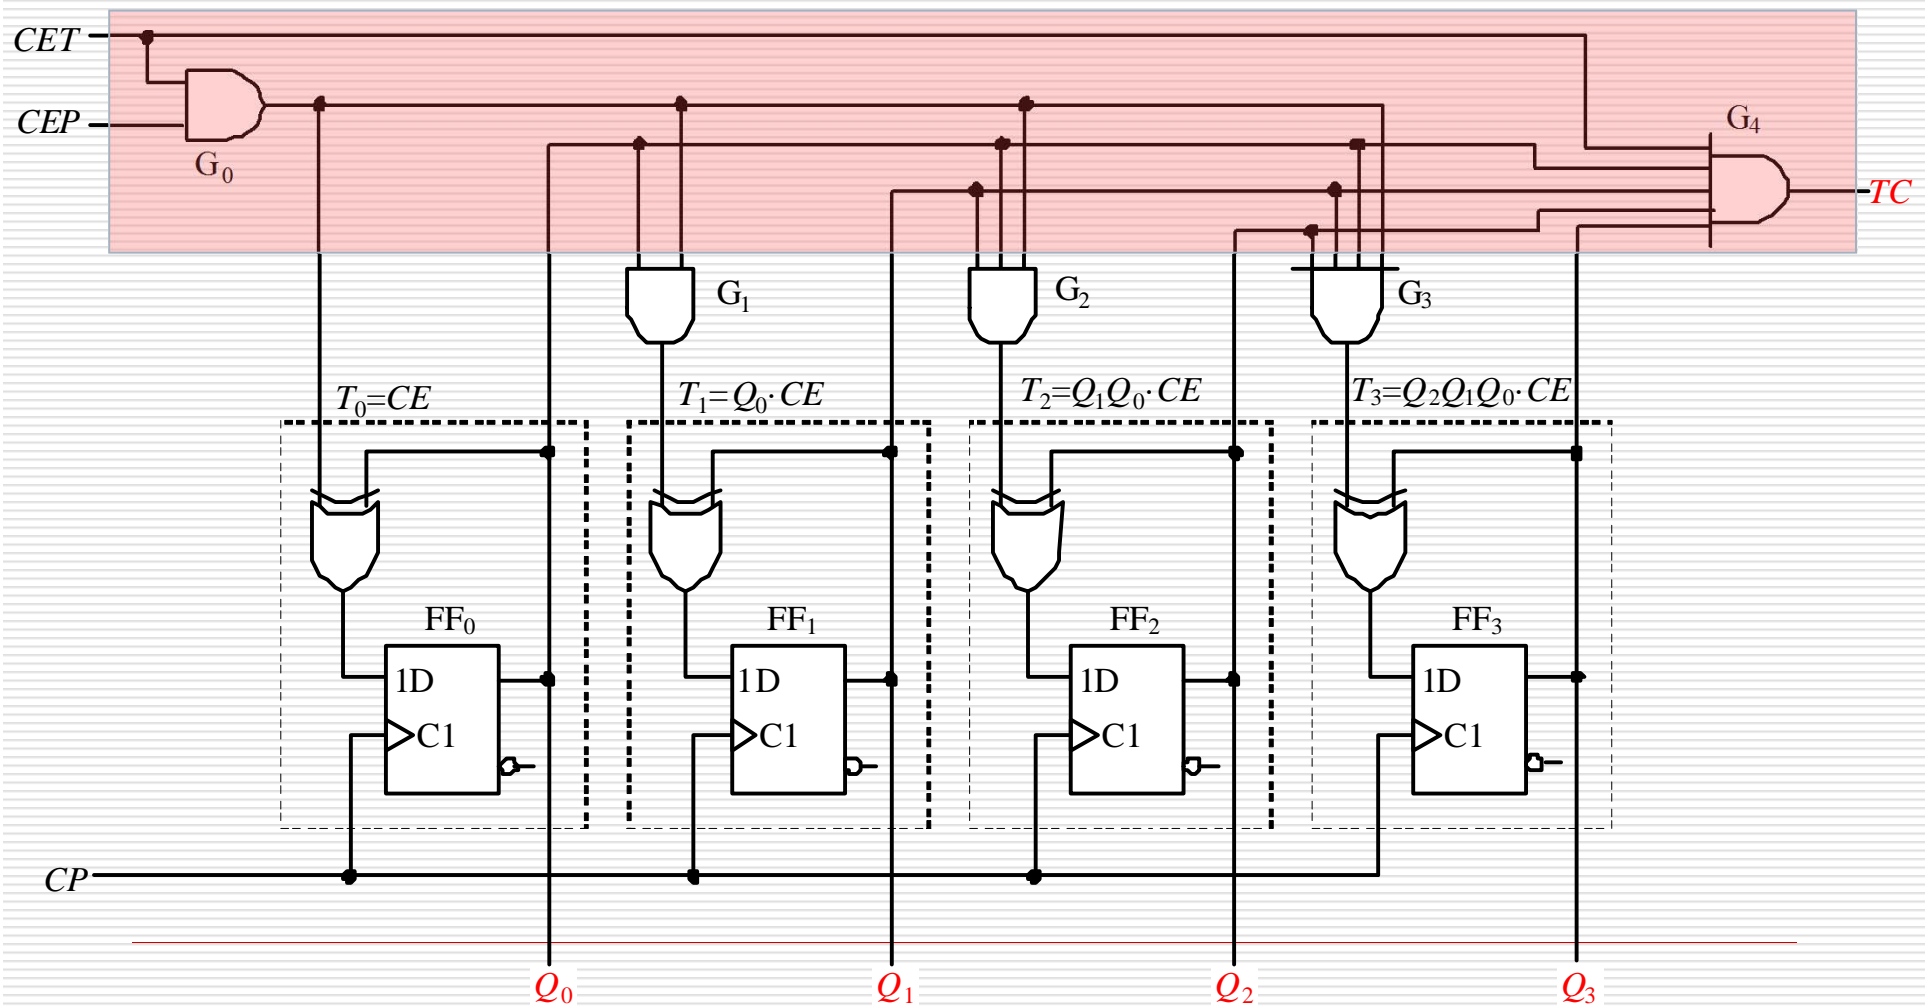 CET
CEP
G0
G4
TC
G1
G2
G3
T0=CE
T1=Q0·CE
T2=Q1Q0·CE
T3=Q2Q1Q0·CE
FF0
FF1
FF2
FF3
1D
1D
1D
1D
C1
C1
C1
C1
CP
Q0
Q1
Q2
Q3